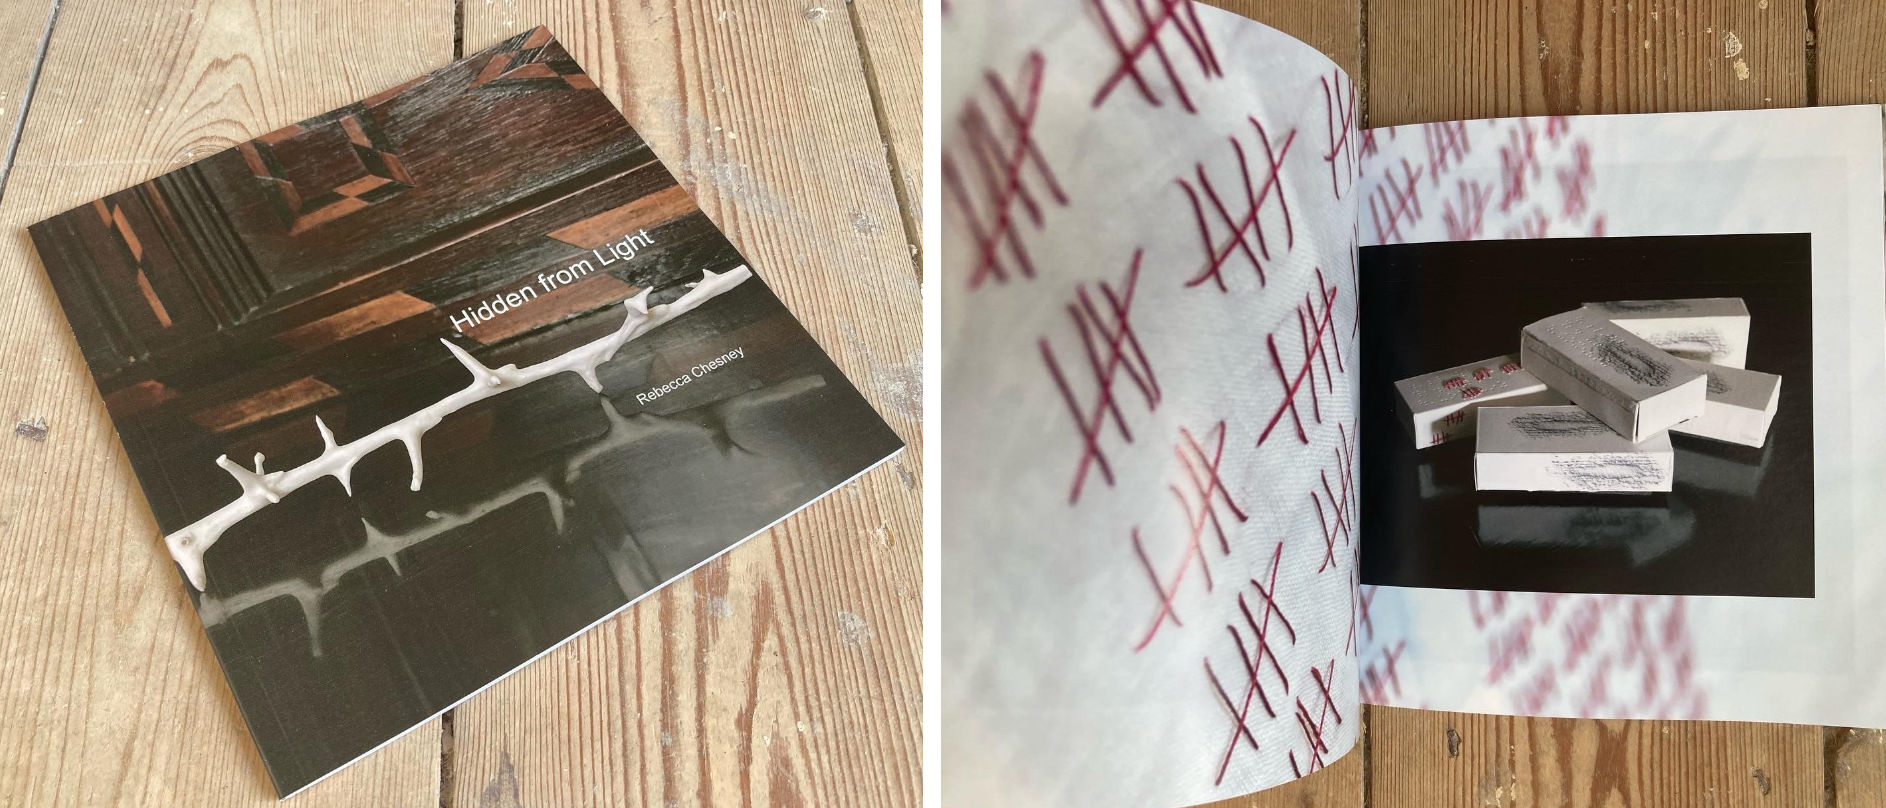 Hidden from Light
Rebecca Chesney